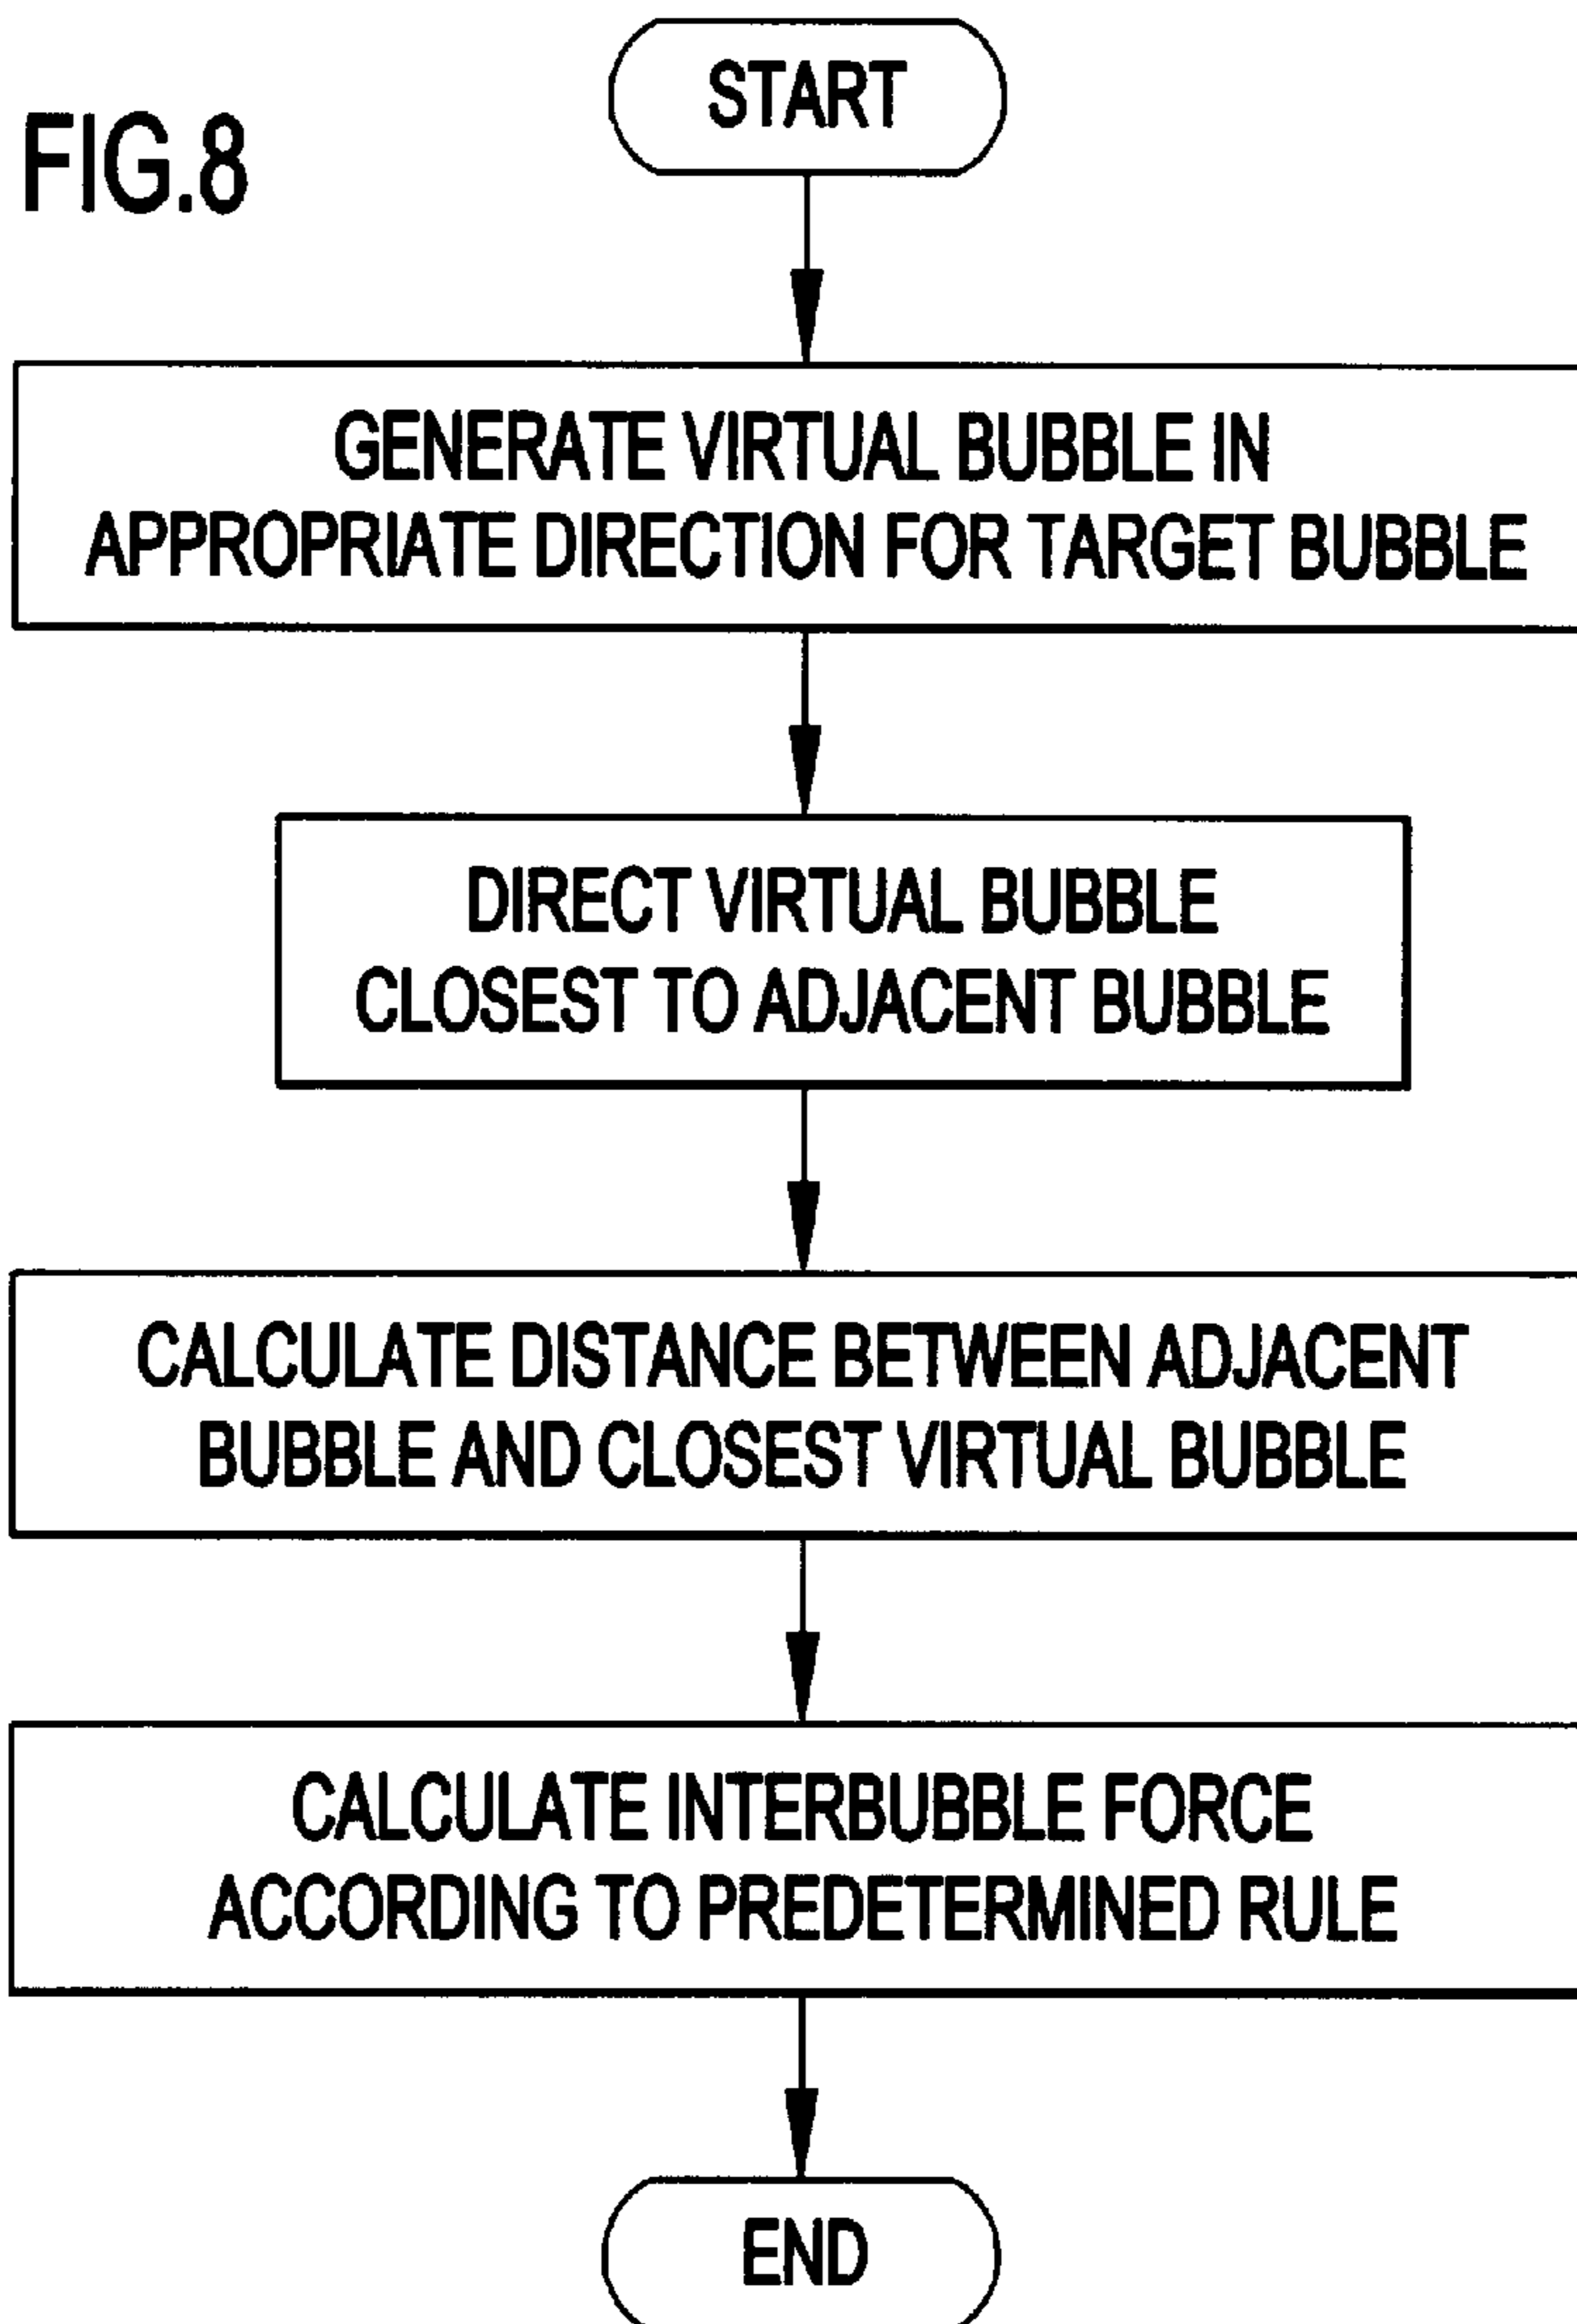 START
FIG.8
GENERATE VIRTUAL BUBBLE IN
APPROPRIATE DIRECTION FOR TARGET BUBBLE
DIRECT VIRTUAL BUBBLE
CLOSEST TO ADJACENT BUBBLE
CALCULATE DISTANCE BETWEEN ADJACENT
BUBBLE AND CLOSEST VIRTUAL BUBBLE
CALCULATE INTERBUBBLE FORCE
ACCORDING TO PREDETERMINED RULE
END